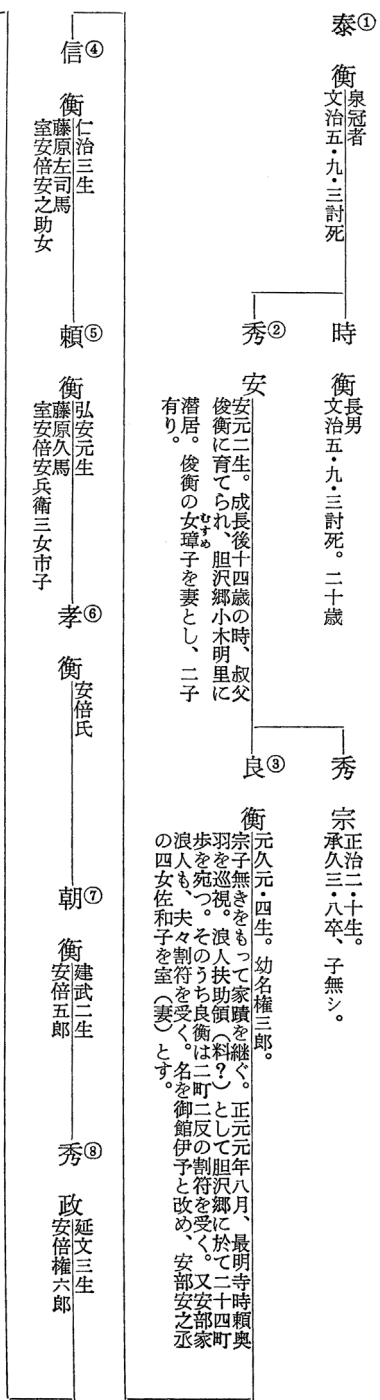 ①泰衡
泉冠者
文治五・九・三討死
時衡
長男
文治五・九・三討死。二十歳
②秀安
安元二生。成長後十四歳の時、叔父
俊衡に育てられ、胆沢郷小木明里に
潜居。俊衡の女璋子を妻とし、二子
むすめ
有り。
秀宗
正治二・十生。
承久三・八卒、子無シ。
③良衡
元久元・四生。幼名権三郎。
宗子無きをもって家蹟を継ぐ。正元元年八月、最明寺時頼奥
羽を巡視。浪人扶助領（料？）として胆沢郷に於て二十四町
歩を宛つ。そのうち良衡は二町二反の割符を受く。又安部家
浪人も、夫々割符を受く。名を御館伊予と改め、安部安之丞
の四女佐和子を室（妻）とす。
④信衡
仁治三生
藤原左司馬
室安倍安之助女
⑤頼衡
弘安元生
藤原久馬
室安倍安兵衛三女市子
⑥孝衡
安倍氏
⑦朝衡
建武二生
安倍五郎
⑧秀政
延文三生
安倍権六郎